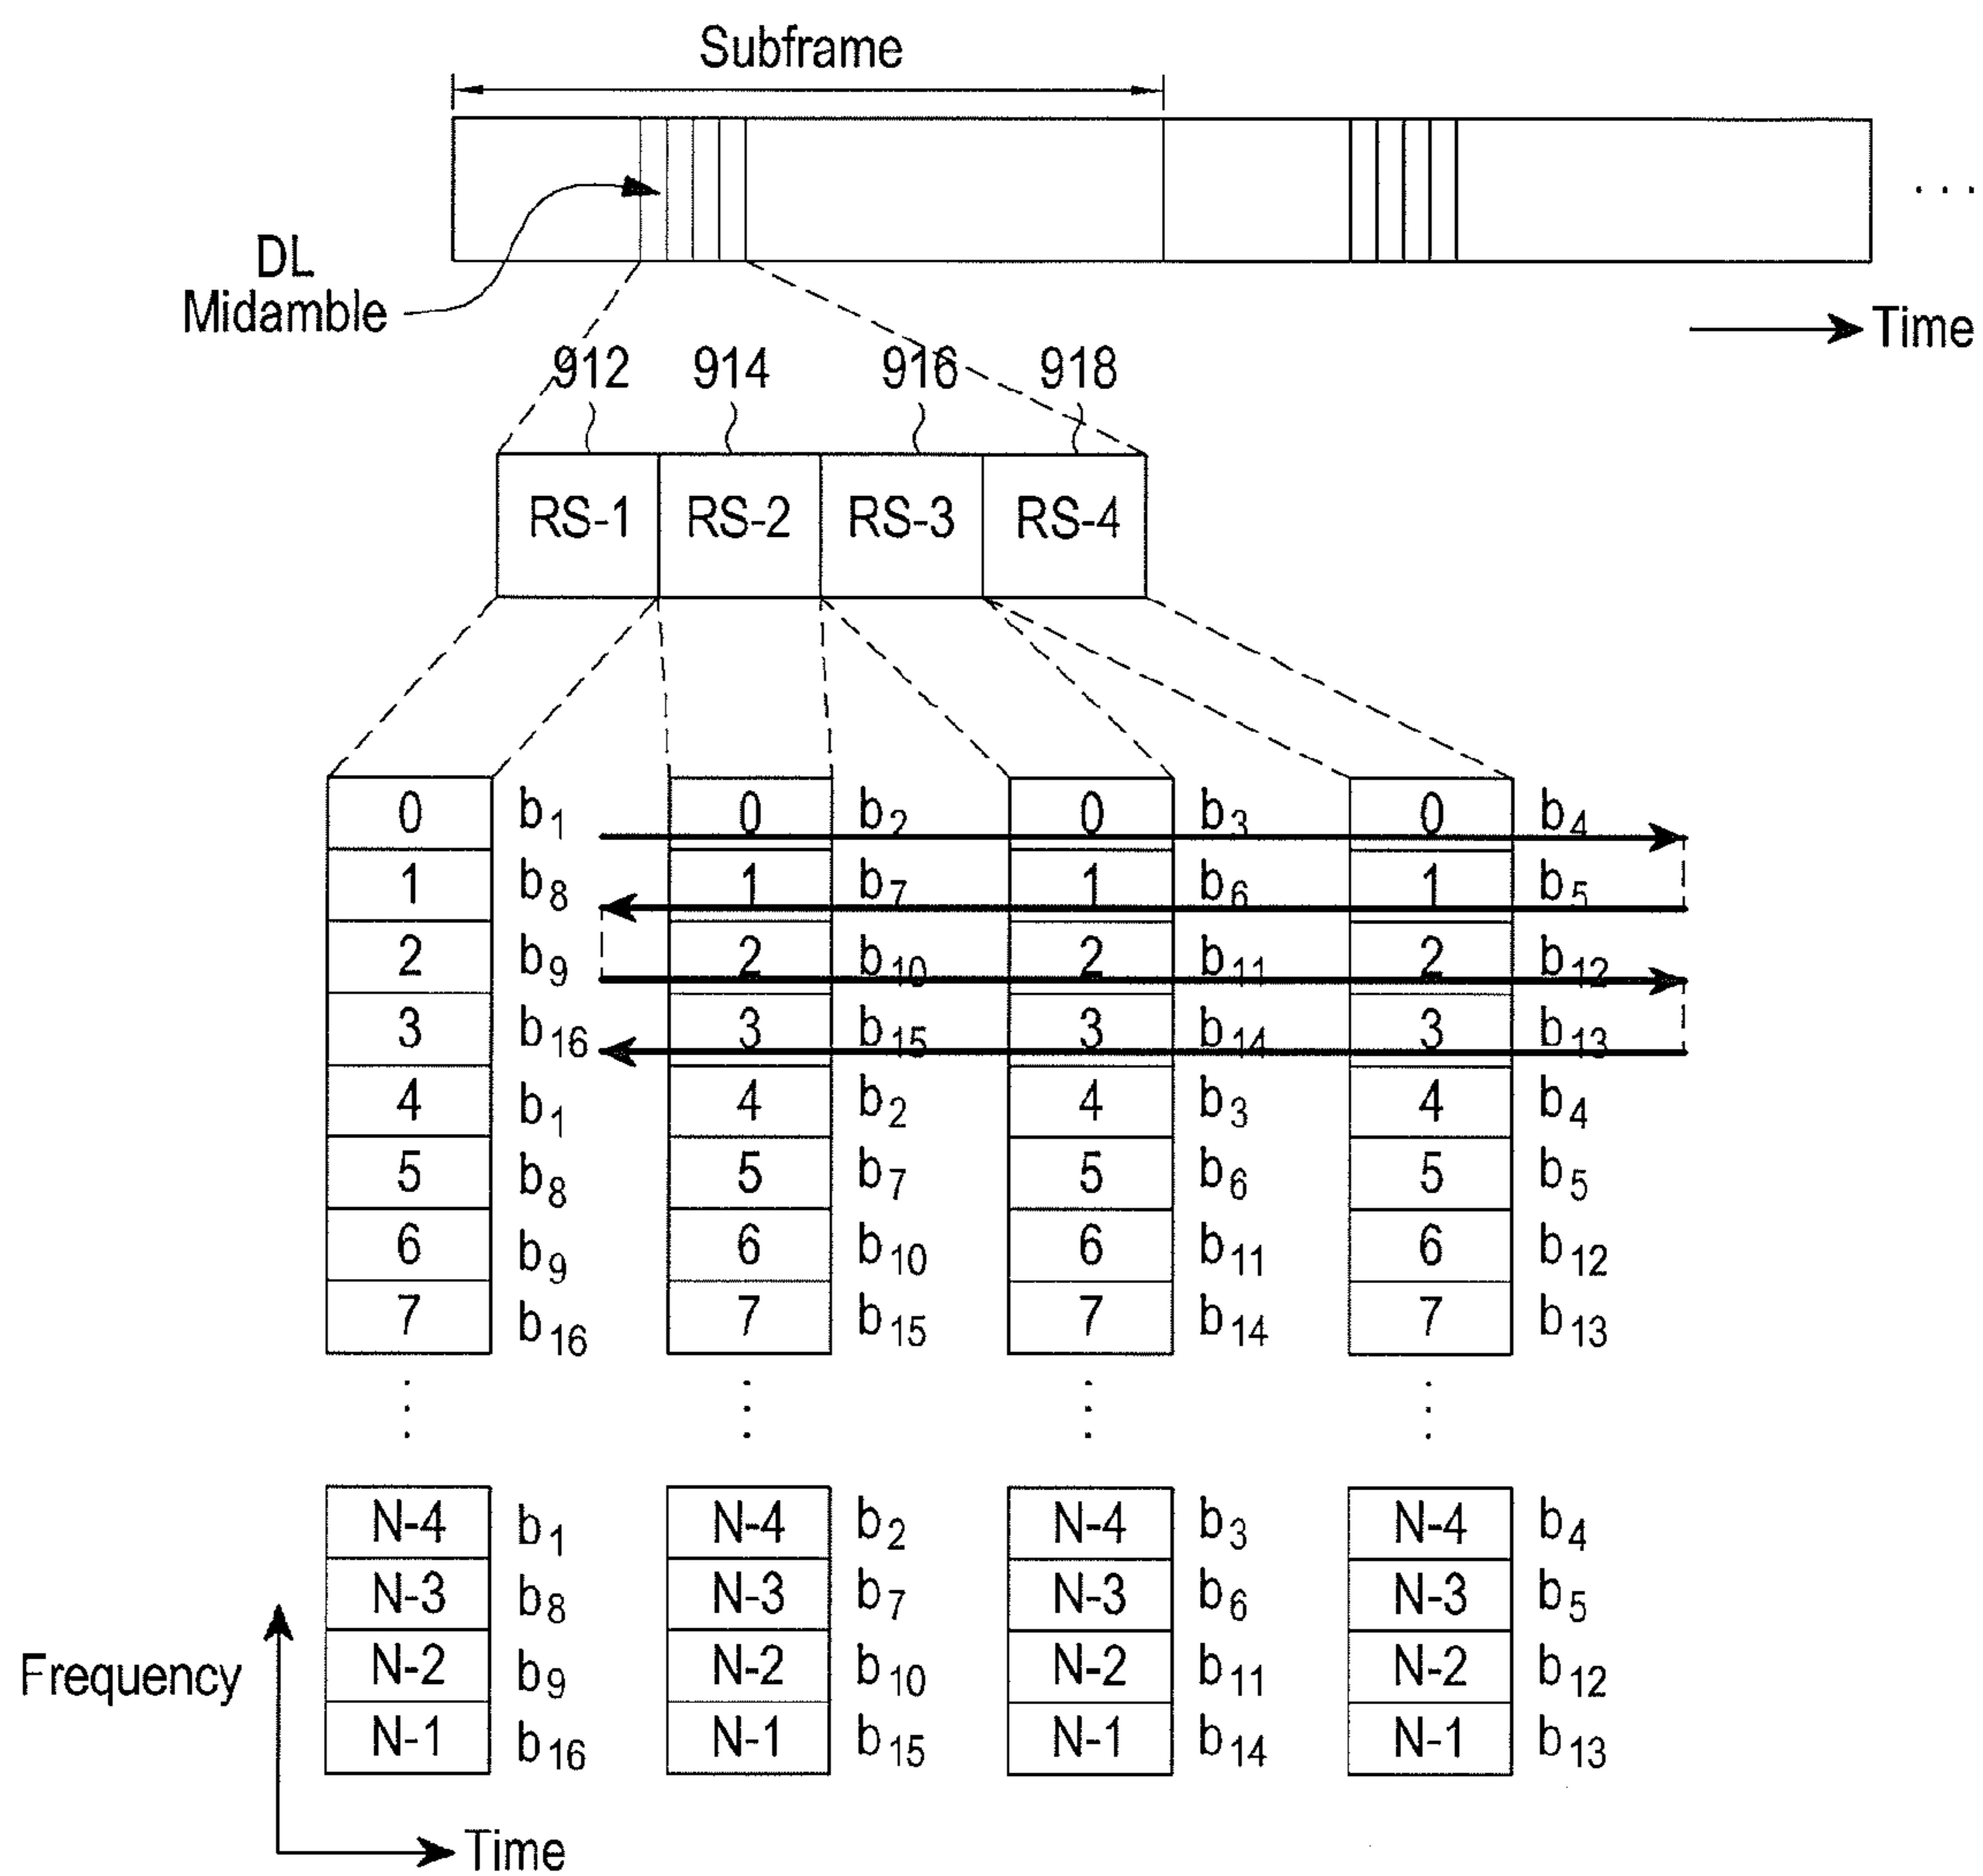 Subframe
. . .
DL
Midamble
Time
912 914 916 918
RS-1 RS-2 RS-3 RS-4
0 b1 0 b2 0 b3 0 b4
1 b8 1 b7 1 b6 1 b5
2 b9 2 b10 2 b11 2 b12
3 b16 3 b15 3 b14 3 b13
4 b1 4 b2 4 b3 4 b4
5 b8 5 b7 5 b6 5 b5
6 b9 6 b10 6 b11 6 b12
7 b16 7 b15 7 b14 7 b13
N-4 b1 N-4 b2 N-4 b3 N-4 b4
N-3 b8 N-3 b7 N-3 b6 N-3 b5
N-2 b9 N-2 b10 N-2 b11 N-2 b12
N-1 b16 N-1 b15 N-1 b14 N-1 b13
Frequency
Time